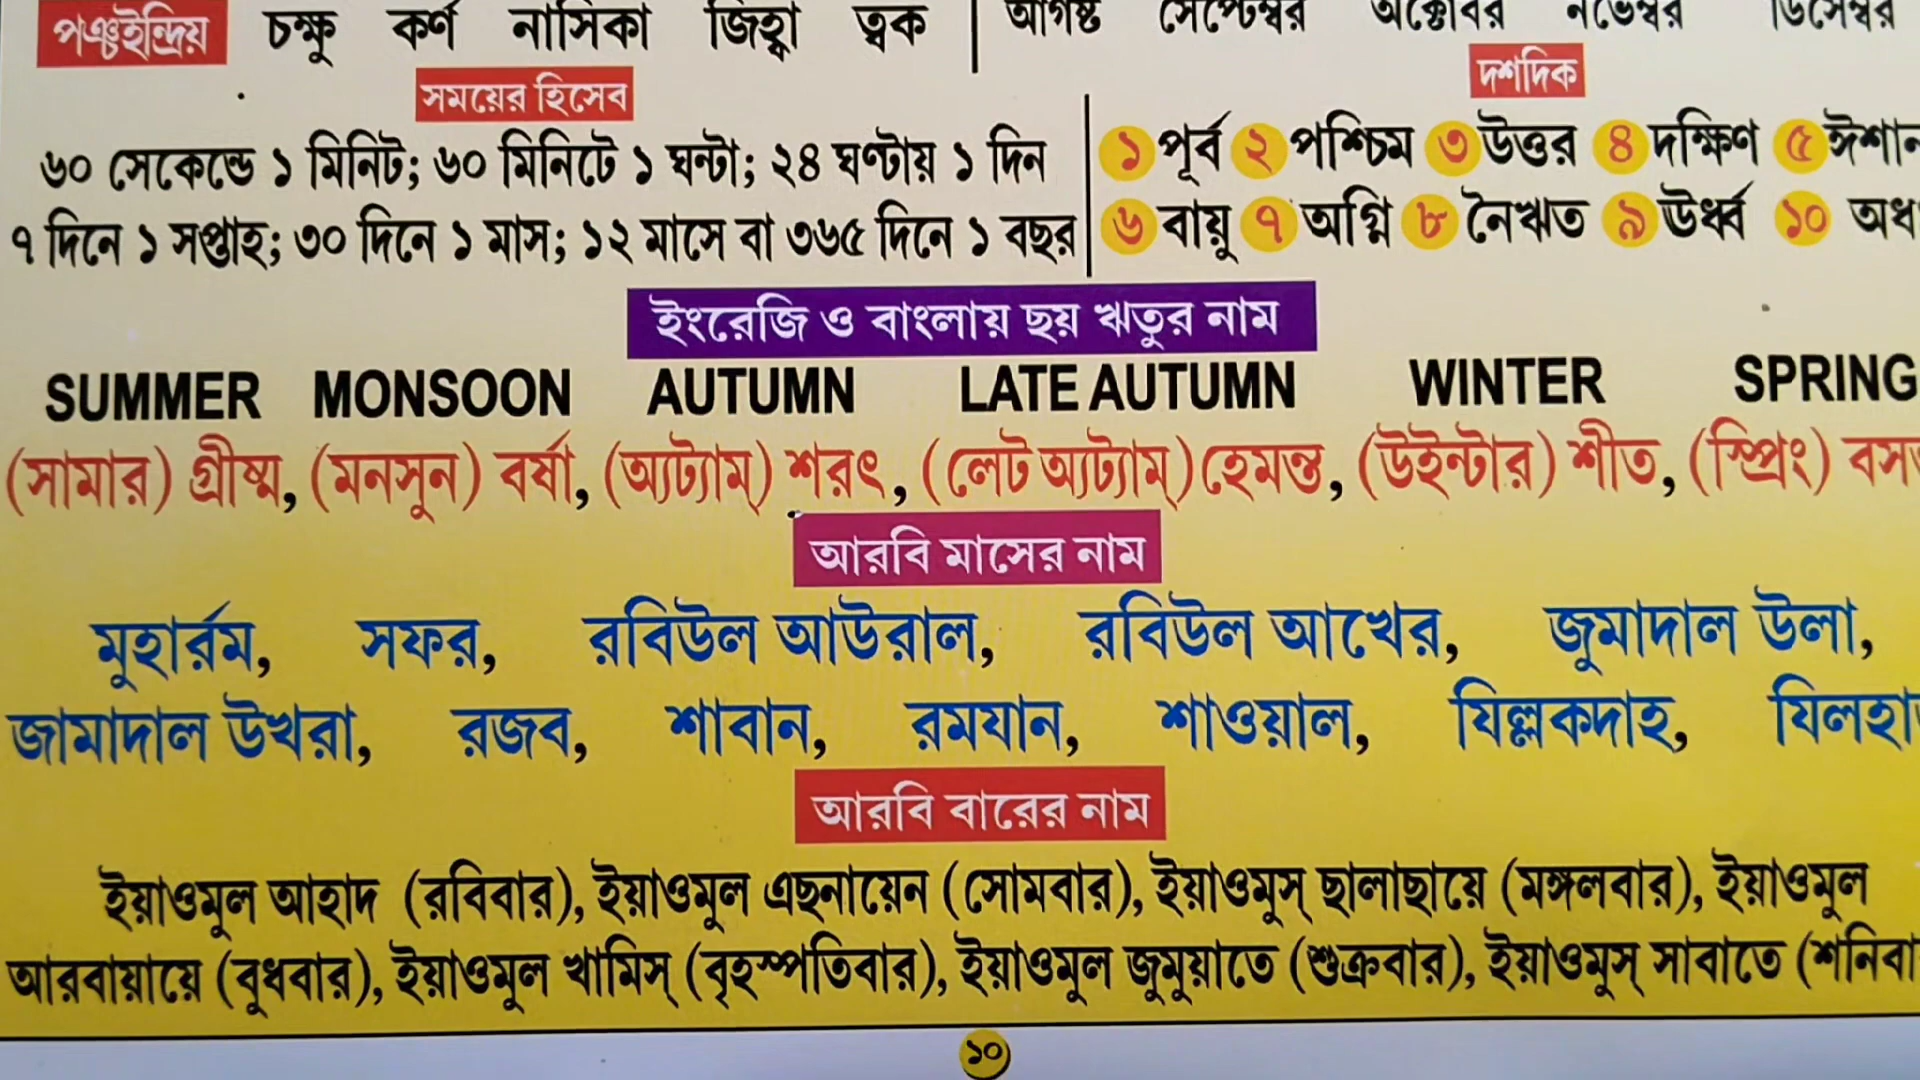 পঞ্চইন্দ্রিয় চক্ষু কর্ণ নাসিকা জিহ্বা ত্বক
আগষ্ট সেপ্টেম্বর অক্টোবর নভেম্বর ডিসেম্বর
সময়ের হিসেব
৬০ সেকেন্ডে ১ মিনিট; ৬০ মিনিটে ১ ঘন্টা; ২৪ ঘণ্টায় ১ দিন
৭ দিনে ১ সপ্তাহ; ৩০ দিনে ১ মাস; ১২ মাসে বা ৩৬৫ দিনে ১ বছর
দশদিক
১ পূর্ব ২ পশ্চিম ৩ উত্তর ৪ দক্ষিণ ৫ ঈশান
৬ বায়ু ৭ অগ্নি ৮ নৈঋত ৯ ঊর্ধ্ব ১০
ইংরেজি ও বাংলায় ছয় ঋতুর নাম
SUMMER MONSOON AUTUMN LATE AUTUMN WINTER SPRING
(সামার) গ্রীষ্ম, (মনসুন) বর্ষা, (অ্যট্যাম্) শরৎ, (লেট অ্যট্যাম্) হেমন্ত, (উইন্টার) শীত, (স্প্রিং)
আরবি মাসের নাম
মুহার্রম, সফর, রবিউল আউরাল, রবিউল আখের, জুমাদাল উলা,
জামাদাল উখরা, রজব, শাবান, রমযান, শাওয়াল, যিল্লকদাহ,
আরবি বারের নাম
ইয়াওমুল আহাদ (রবিবার), ইয়াওমুল এছনায়েন (সোমবার), ইয়াওমুস্ ছালাছায়ে (মঙ্গলবার), ইয়াওমুল
আরবায়ায়ে (বুধবার), ইয়াওমুল খামিস্ (বৃহস্পতিবার), ইয়াওমুল জুমুয়াতে (শুক্রবার), ইয়াওমুস্ সাবাতে
১০